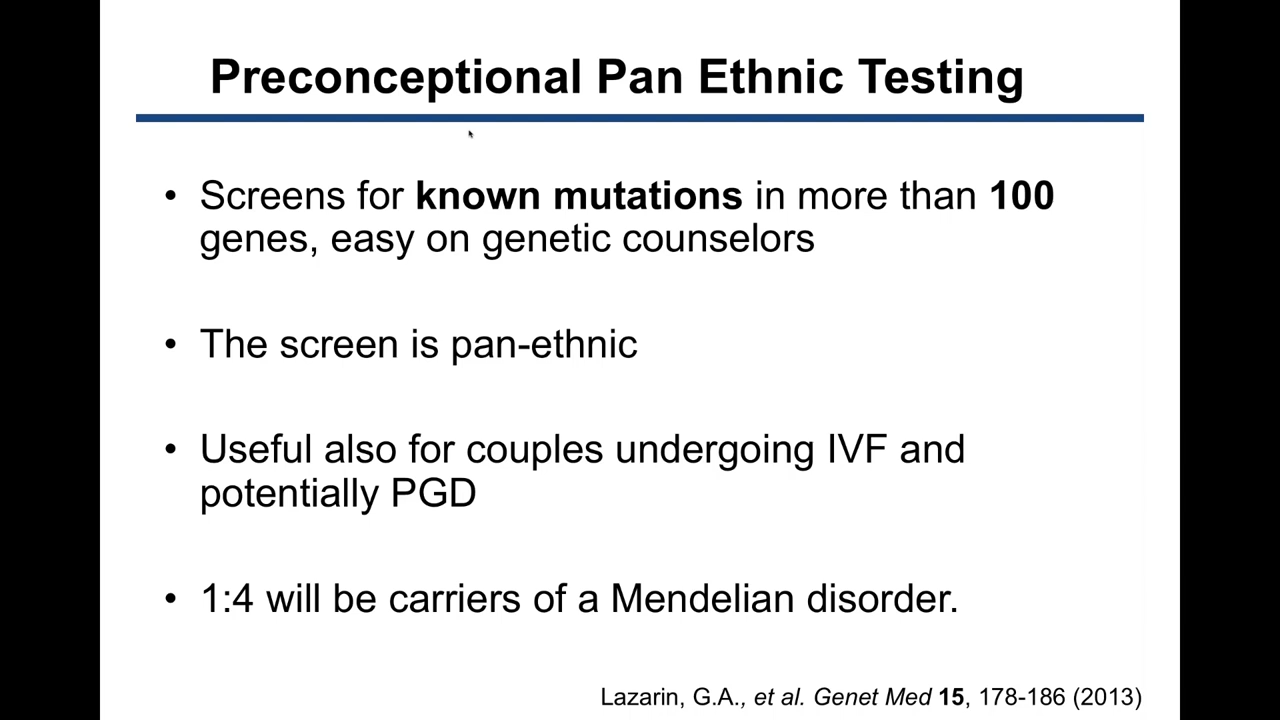 Preconceptional Pan Ethnic Testing
• Screens for known mutations in more than 100
genes, easy on genetic counselors
• The screen is pan-ethnic
• Useful also for couples undergoing IVF and
potentially PGD
• 1:4 will be carriers of a Mendelian disorder.
Lazarin, G.A., et al. Genet Med 15, 178-186 (2013)